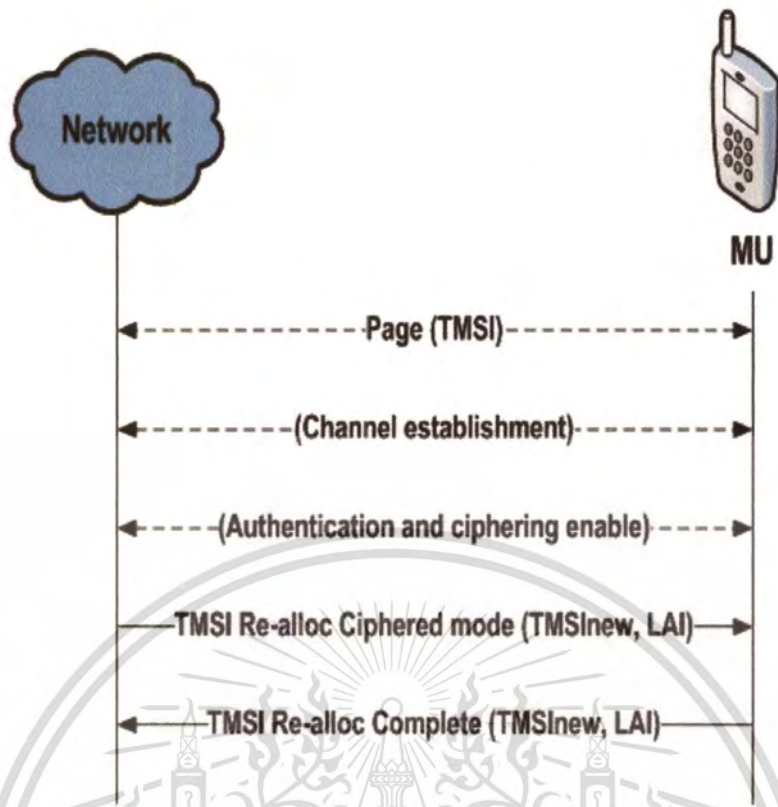 Network
MU
Page (TMSI)
(Channel establishment)
(Authentication and ciphering enable)
TMSI Re-alloc Ciphered mode (TMSInew, LAI)
TMSI Re-alloc Complete (TMSInew, LAI)